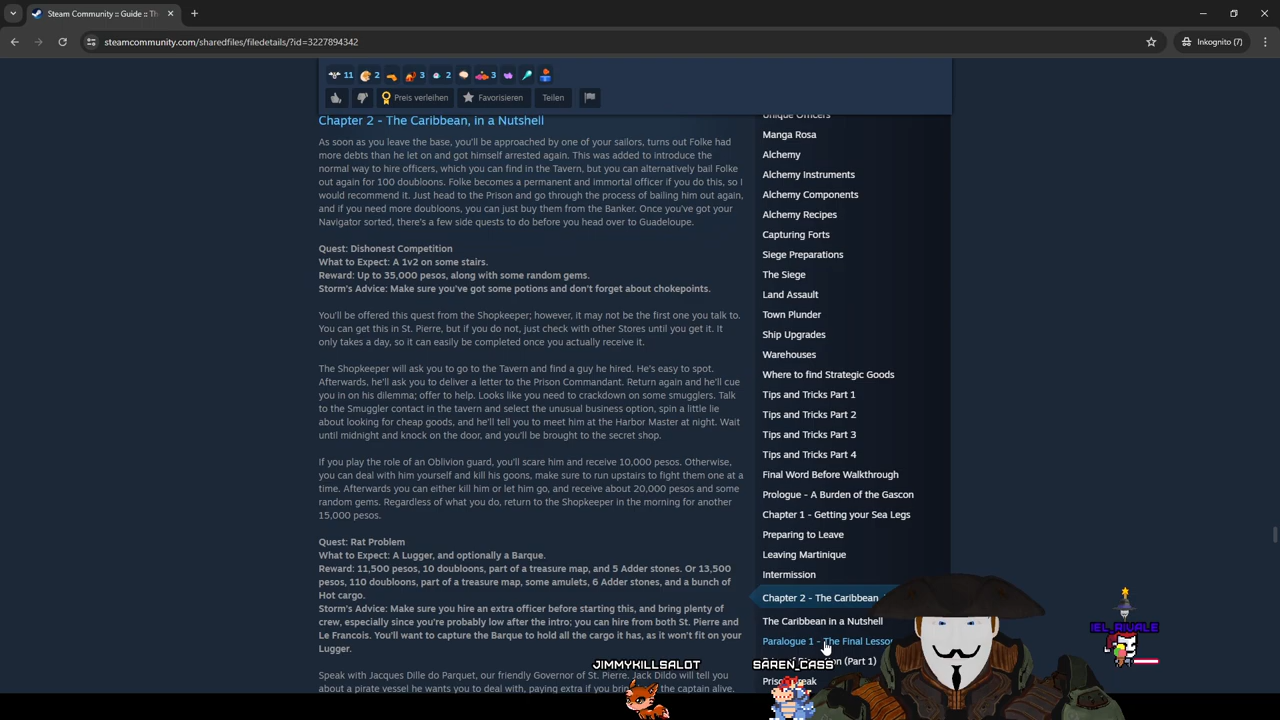 Steam Community :: Guide :: Th
steamcommunity.com/sharedfiles/filedetails/?id=3227894342
Inkognito (7)
11
2
3
2
3
Preis verleihen
Favorisieren
Teilen
Chapter 2 - The Caribbean, in a Nutshell
As soon as you leave the base, you'll be approached by one of your sailors, turns out Folke had
more debts than he let on and got himself arrested again. This was added to introduce the
normal way to hire officers, which you can find in the Tavern, but you can alternatively bail Folke
out again for 100 doubloons. Folke becomes a permanent and immortal officer if you do this, so I
would recommend it. Just head to the Prison and go through the process of bailing him out again,
and if you need more doubloons, you can just buy them from the Banker. Once you've got your
Navigator sorted, there's a few side quests to do before you head over to Guadeloupe.
Quest: Dishonest Competition
What to Expect: A 1v2 on some stairs.
Reward: Up to 35,000 pesos, along with some random gems.
Storm's Advice: Make sure you've got some potions and don't forget about chokepoints.
You'll be offered this quest from the Shopkeeper; however, it may not be the first one you talk to.
You can get this in St. Pierre, but if you do not, just check with other Stores until you get it. It
only takes a day, so it can easily be completed once you actually receive it.
The Shopkeeper will ask you to go to the Tavern and find a guy he hired. He's easy to spot.
Afterwards, he'll ask you to deliver a letter to the Prison Commandant. Return again and he'll cue
you in on his dilemma; offer to help. Looks like you need to crackdown on some smugglers. Talk
to the Smuggler contact in the tavern and select the unusual business option, spin a little lie
about looking for cheap goods, and he'll tell you to meet him at the Harbor Master at night. Wait
until midnight and knock on the door, and you'll be brought to the secret shop.
If you play the role of an Oblivion guard, you'll scare him and receive 10,000 pesos. Otherwise,
you can deal with him yourself and kill his goons, make sure to run upstairs to fight them one at a
time. Afterwards you can either kill him or let him go, and receive about 20,000 pesos and some
random gems. Regardless of what you do, return to the Shopkeeper in the morning for another
15,000 pesos.
Quest: Rat Problem
What to Expect: A Lugger, and optionally a Barque.
Reward: 11,500 pesos, 10 doubloons, part of a treasure map, and 5 Adder stones. Or 13,500
pesos, 110 doubloons, part of a treasure map, some amulets, 6 Adder stones, and a bunch of
Hot cargo.
Storm's Advice: Make sure you hire an extra officer before starting this, and bring plenty of
crew, especially since you're probably low after the intro; you can hire from both St. Pierre and
Le Francois. You'll want to capture the Barque to hold all the cargo it has, as it won't fit on your
Lugger.
Speak with Jacques Dille do Parquet, our friendly Governor of St. Pierre. Jack Dildo will tell you
about a pirate vessel he wants you to deal with, paying extra if you bring the captain alive.
Unique Officers
Manga Rosa
Alchemy
Alchemy Instruments
Alchemy Components
Alchemy Recipes
Capturing Forts
Siege Preparations
The Siege
Land Assault
Town Plunder
Ship Upgrades
Warehouses
Where to find Strategic Goods
Tips and Tricks Part 1
Tips and Tricks Part 2
Tips and Tricks Part 3
Tips and Tricks Part 4
Final Word Before Walkthrough
Prologue - A Burden of the Gascon
Chapter 1 - Getting your Sea Legs
Preparing to Leave
Leaving Martinique
Intermission
Chapter 2 - The Caribbean,
The Caribbean in a Nutshell
Paralogue 1 - The Final Lesson
(Part 1)
JIMMYKILLSALOT
SAREN_CASS
IEL_RIVALE